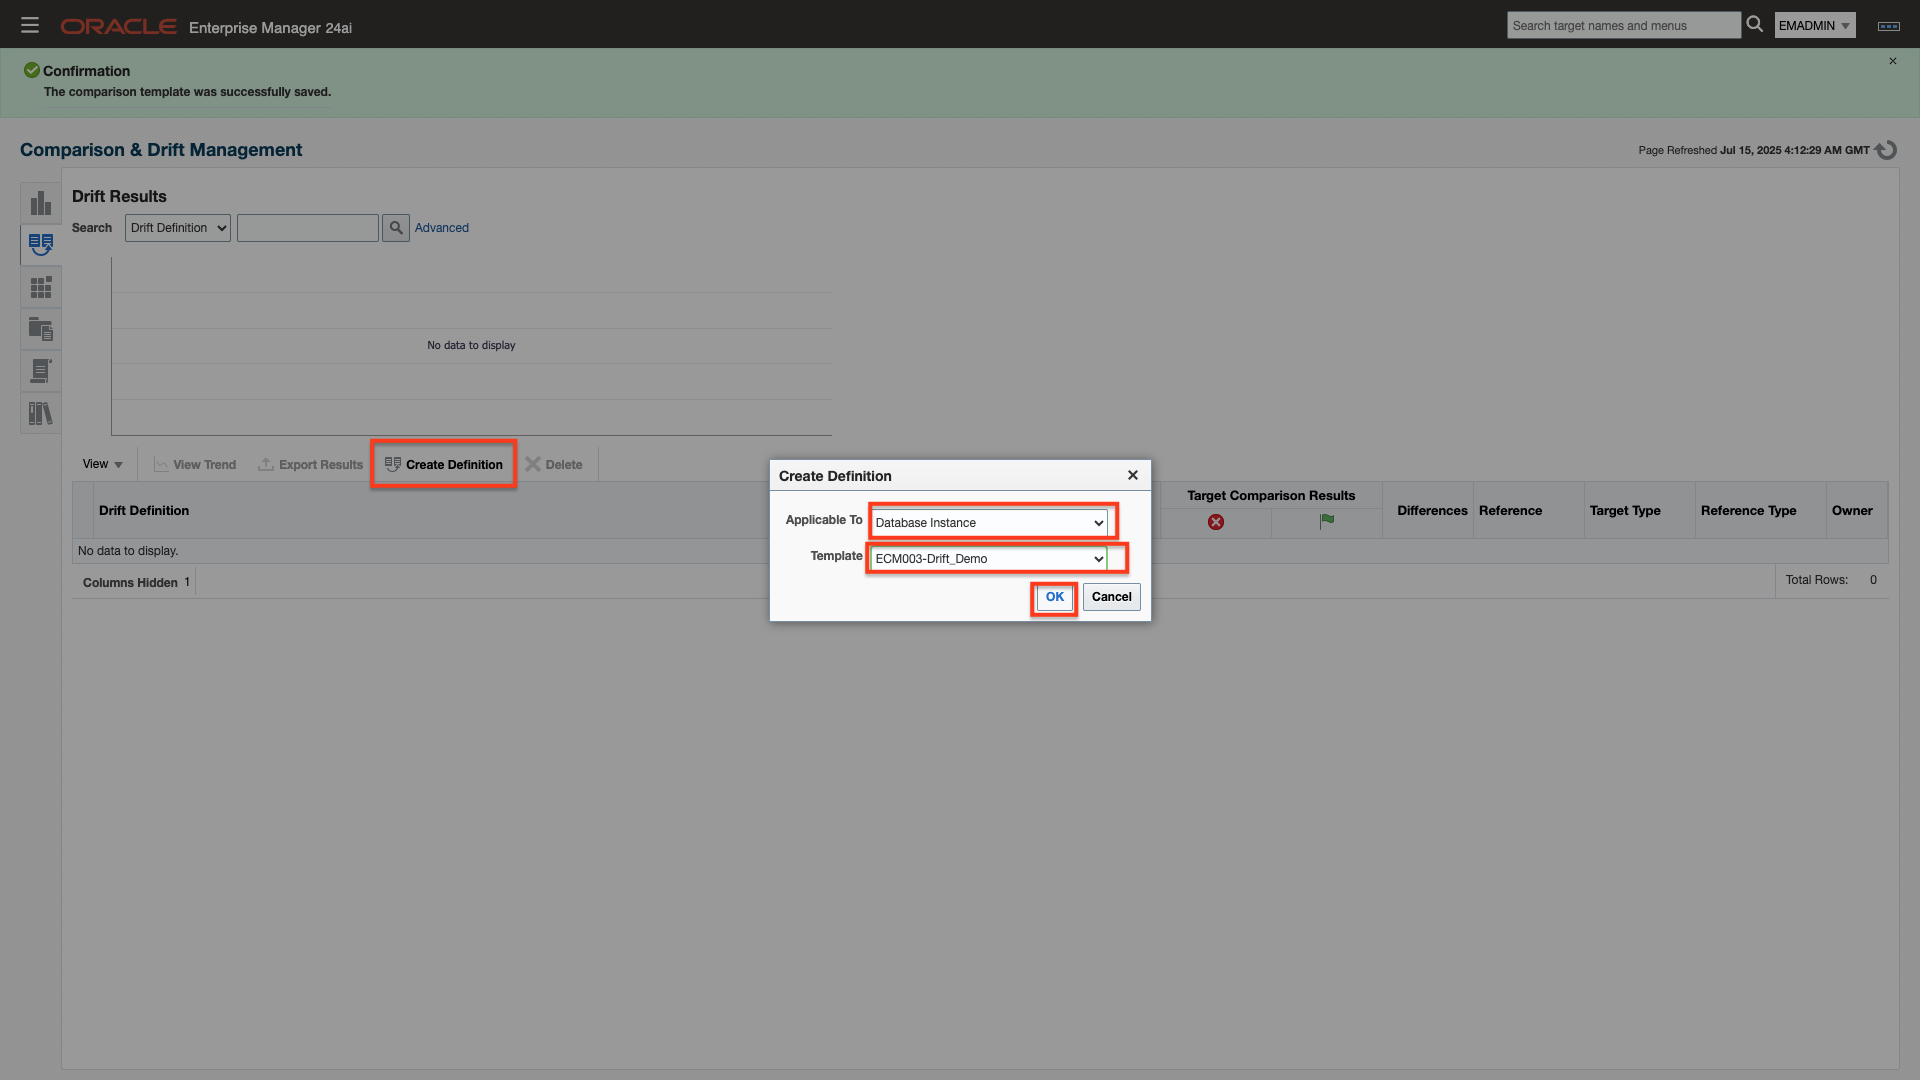 ORACLE Enterprise Manager 24ai
Search target names and menus
EMADMIN
Confirmation
The comparison template was successfully saved.
Comparison & Drift Management
Page Refreshed Jul 15, 2025 4:12:29 AM GMT
Drift Results
Search Drift Definition Advanced
No data to display
View View Trend Export Results Create Definition Delete
Drift Definition
Target Comparison Results
Differences Reference Target Type Reference Type Owner
No data to display.
Columns Hidden 1
Total Rows: 0
Create Definition
Applicable To Database Instance
Template ECM003-Drift_Demo
OK Cancel